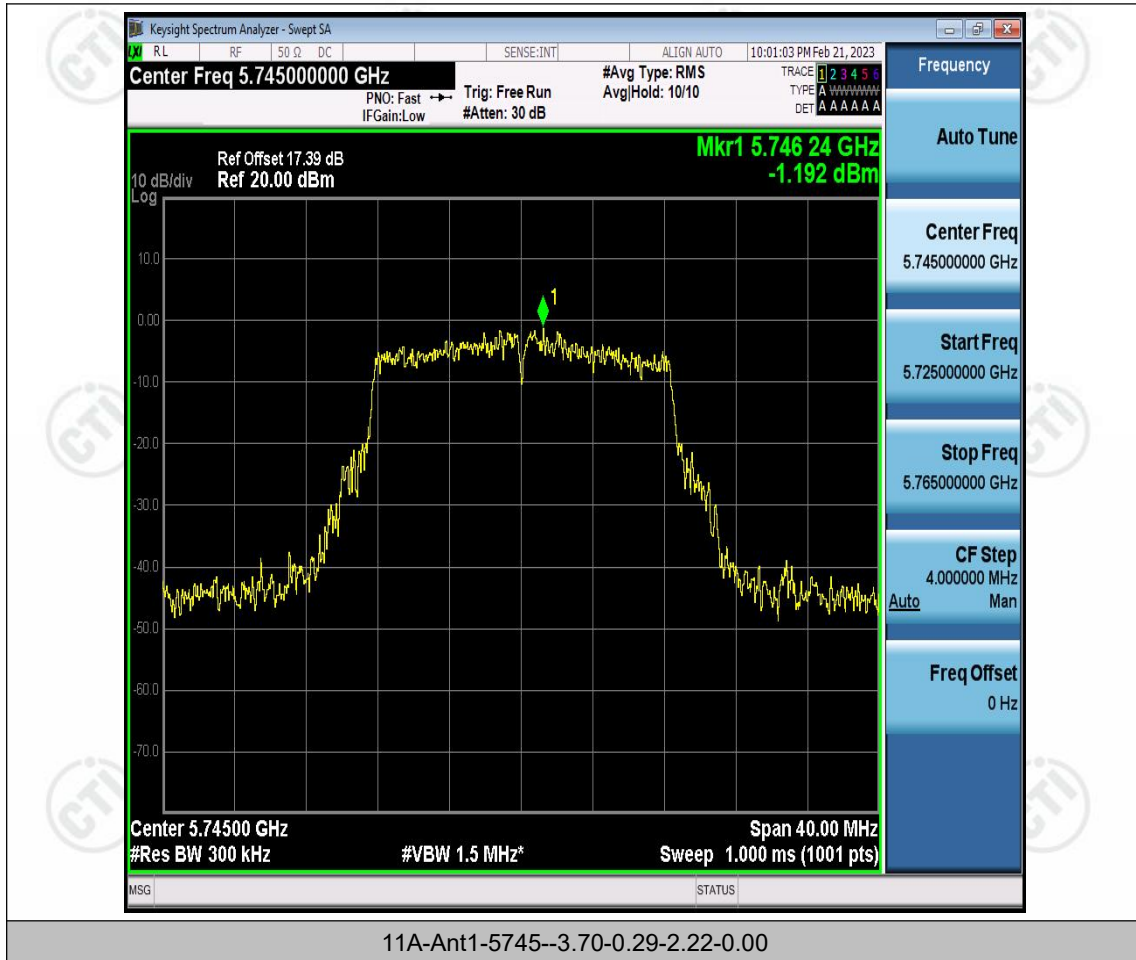 Keysight Spectrum Analyzer - Swept SA
LXI RL RF 50 Ω DC SENSE:INT ALIGN AUTO 10:01:03 PM Feb 21, 2023
Center Freq 5.745000000 GHz
PNO: Fast
IFGain:Low
Trig: Free Run
#Atten: 30 dB
#Avg Type: RMS
Avg|Hold: 10/10
TRACE 1 2 3 4 5 6
TYPE A WWWWW
DET A A A A A A
Frequency
Auto Tune
Center Freq
5.745000000 GHz
Start Freq
5.725000000 GHz
Stop Freq
5.765000000 GHz
CF Step
4.000000 MHz
Auto Man
Freq Offset
0 Hz
Mkr1 5.746 24 GHz
-1.192 dBm
Ref Offset 17.39 dB
10 dB/div Ref 20.00 dBm
Log
10.0
1
0.00
-10.0
-20.0
-30.0
-40.0
-50.0
-60.0
-70.0
Center 5.74500 GHz Span 40.00 MHz
#Res BW 300 kHz #VBW 1.5 MHz* Sweep 1.000 ms (1001 pts)
MSG STATUS
CTI
CTI
CTI
CTI
CTI
CTI
11A-Ant1-5745--3.70-0.29-2.22-0.00